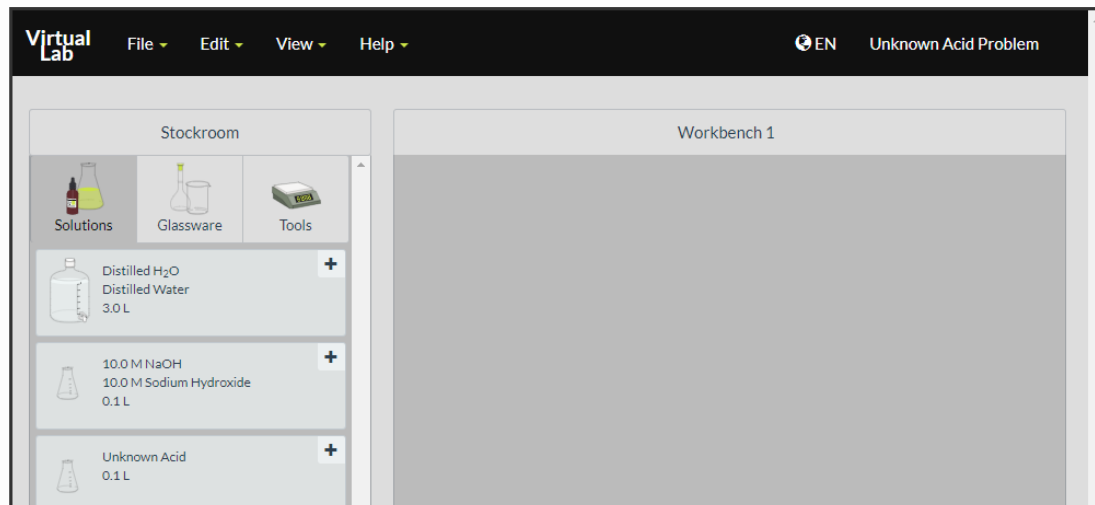 Virtual Lab
File
Edit
View
Help
EN
Unknown Acid Problem
Stockroom
Workbench 1
Solutions
Glassware
Tools
Distilled H₂O
Distilled Water
3.0 L
10.0 M NaOH
10.0 M Sodium Hydroxide
0.1 L
Unknown Acid
0.1 L